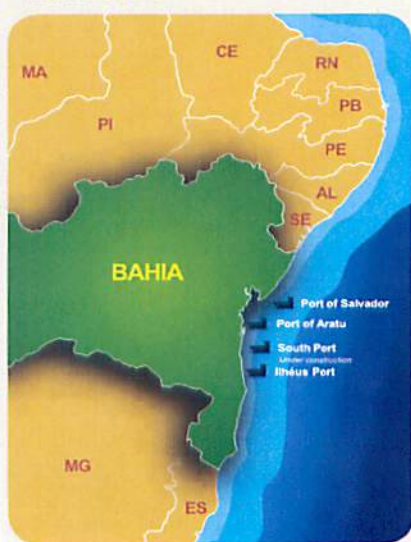 MA
CE
RN
PB
PI
PE
AL
SE
BAHIA
Port of Salvador
Port of Aratu
South Port
Under construction
Ilhéus Port
MG
ES